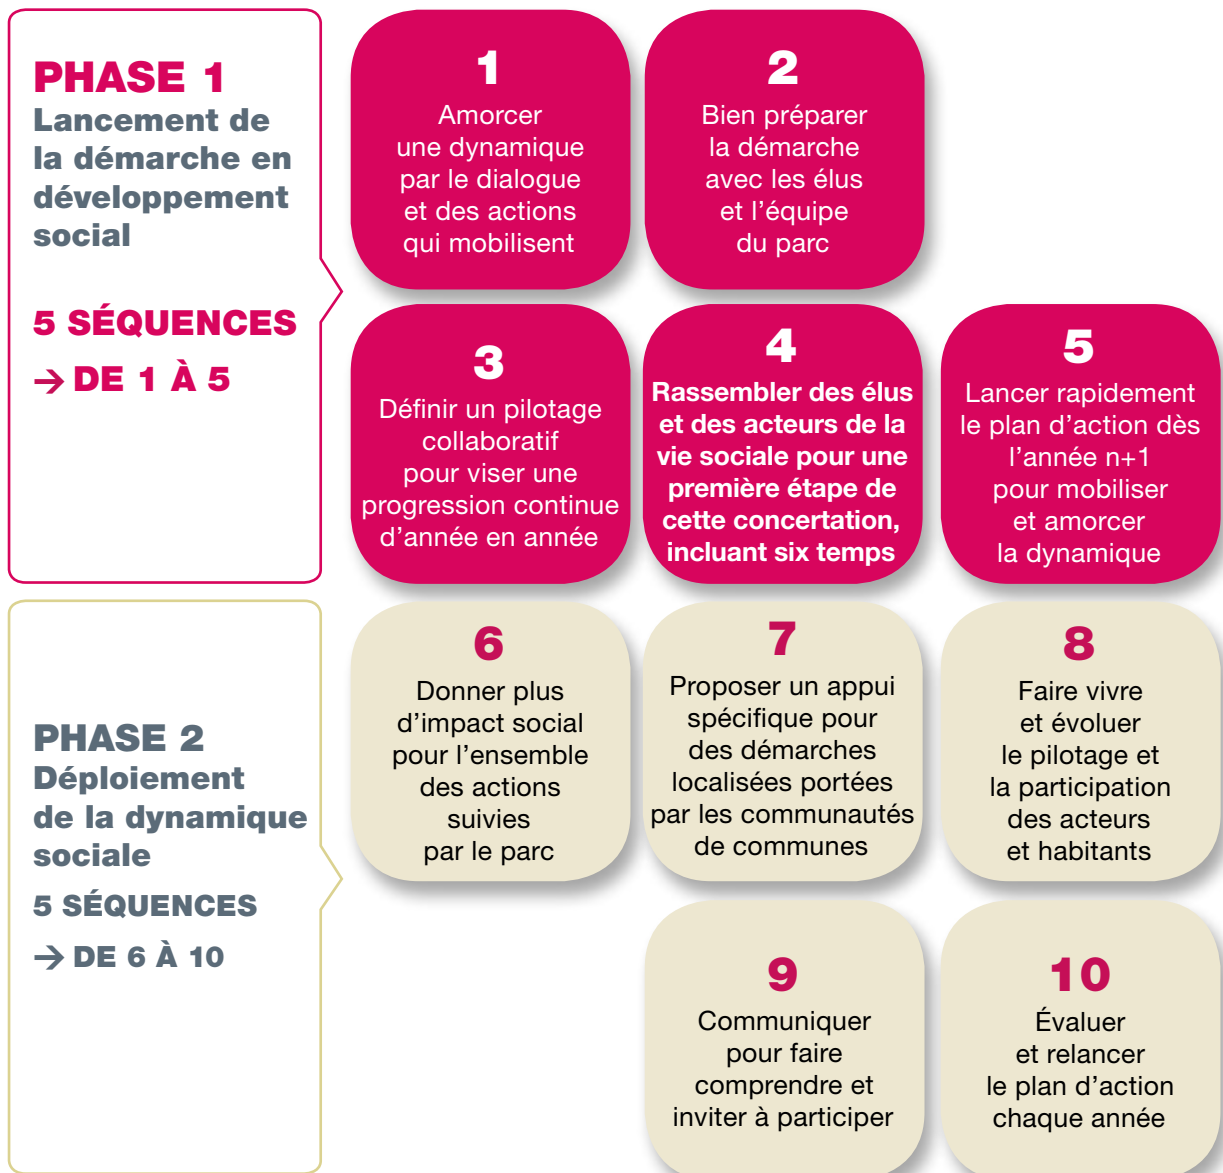 PHASE 1
Lancement de
la démarche en
développement
social
5 SÉQUENCES
→ DE 1 À 5
1
Amorcer
une dynamique
par le dialogue
et des actions
qui mobilisent
2
Bien préparer
la démarche
avec les élus
et l’équipe
du parc
3
Définir un pilotage
collaboratif
pour viser une
progression continue
d’année en année
4
Rassembler des élus
et des acteurs de la
vie sociale pour une
première étape de
cette concertation,
incluant six temps
5
Lancer rapidement
le plan d’action dès
l’année n+1
pour mobiliser
et amorcer
la dynamique
PHASE 2
Déploiement
de la dynamique
sociale
5 SÉQUENCES
→ DE 6 À 10
6
Donner plus
d’impact social
pour l’ensemble
des actions
suivies
par le parc
7
Proposer un appui
spécifique pour
des démarches
localisées portées
par les communautés
de communes
8
Faire vivre
et évoluer
le pilotage et
la participation
des acteurs
et habitants
9
Communiquer
pour faire
comprendre et
inviter à participer
10
Évaluer
et relancer
le plan d’action
chaque année